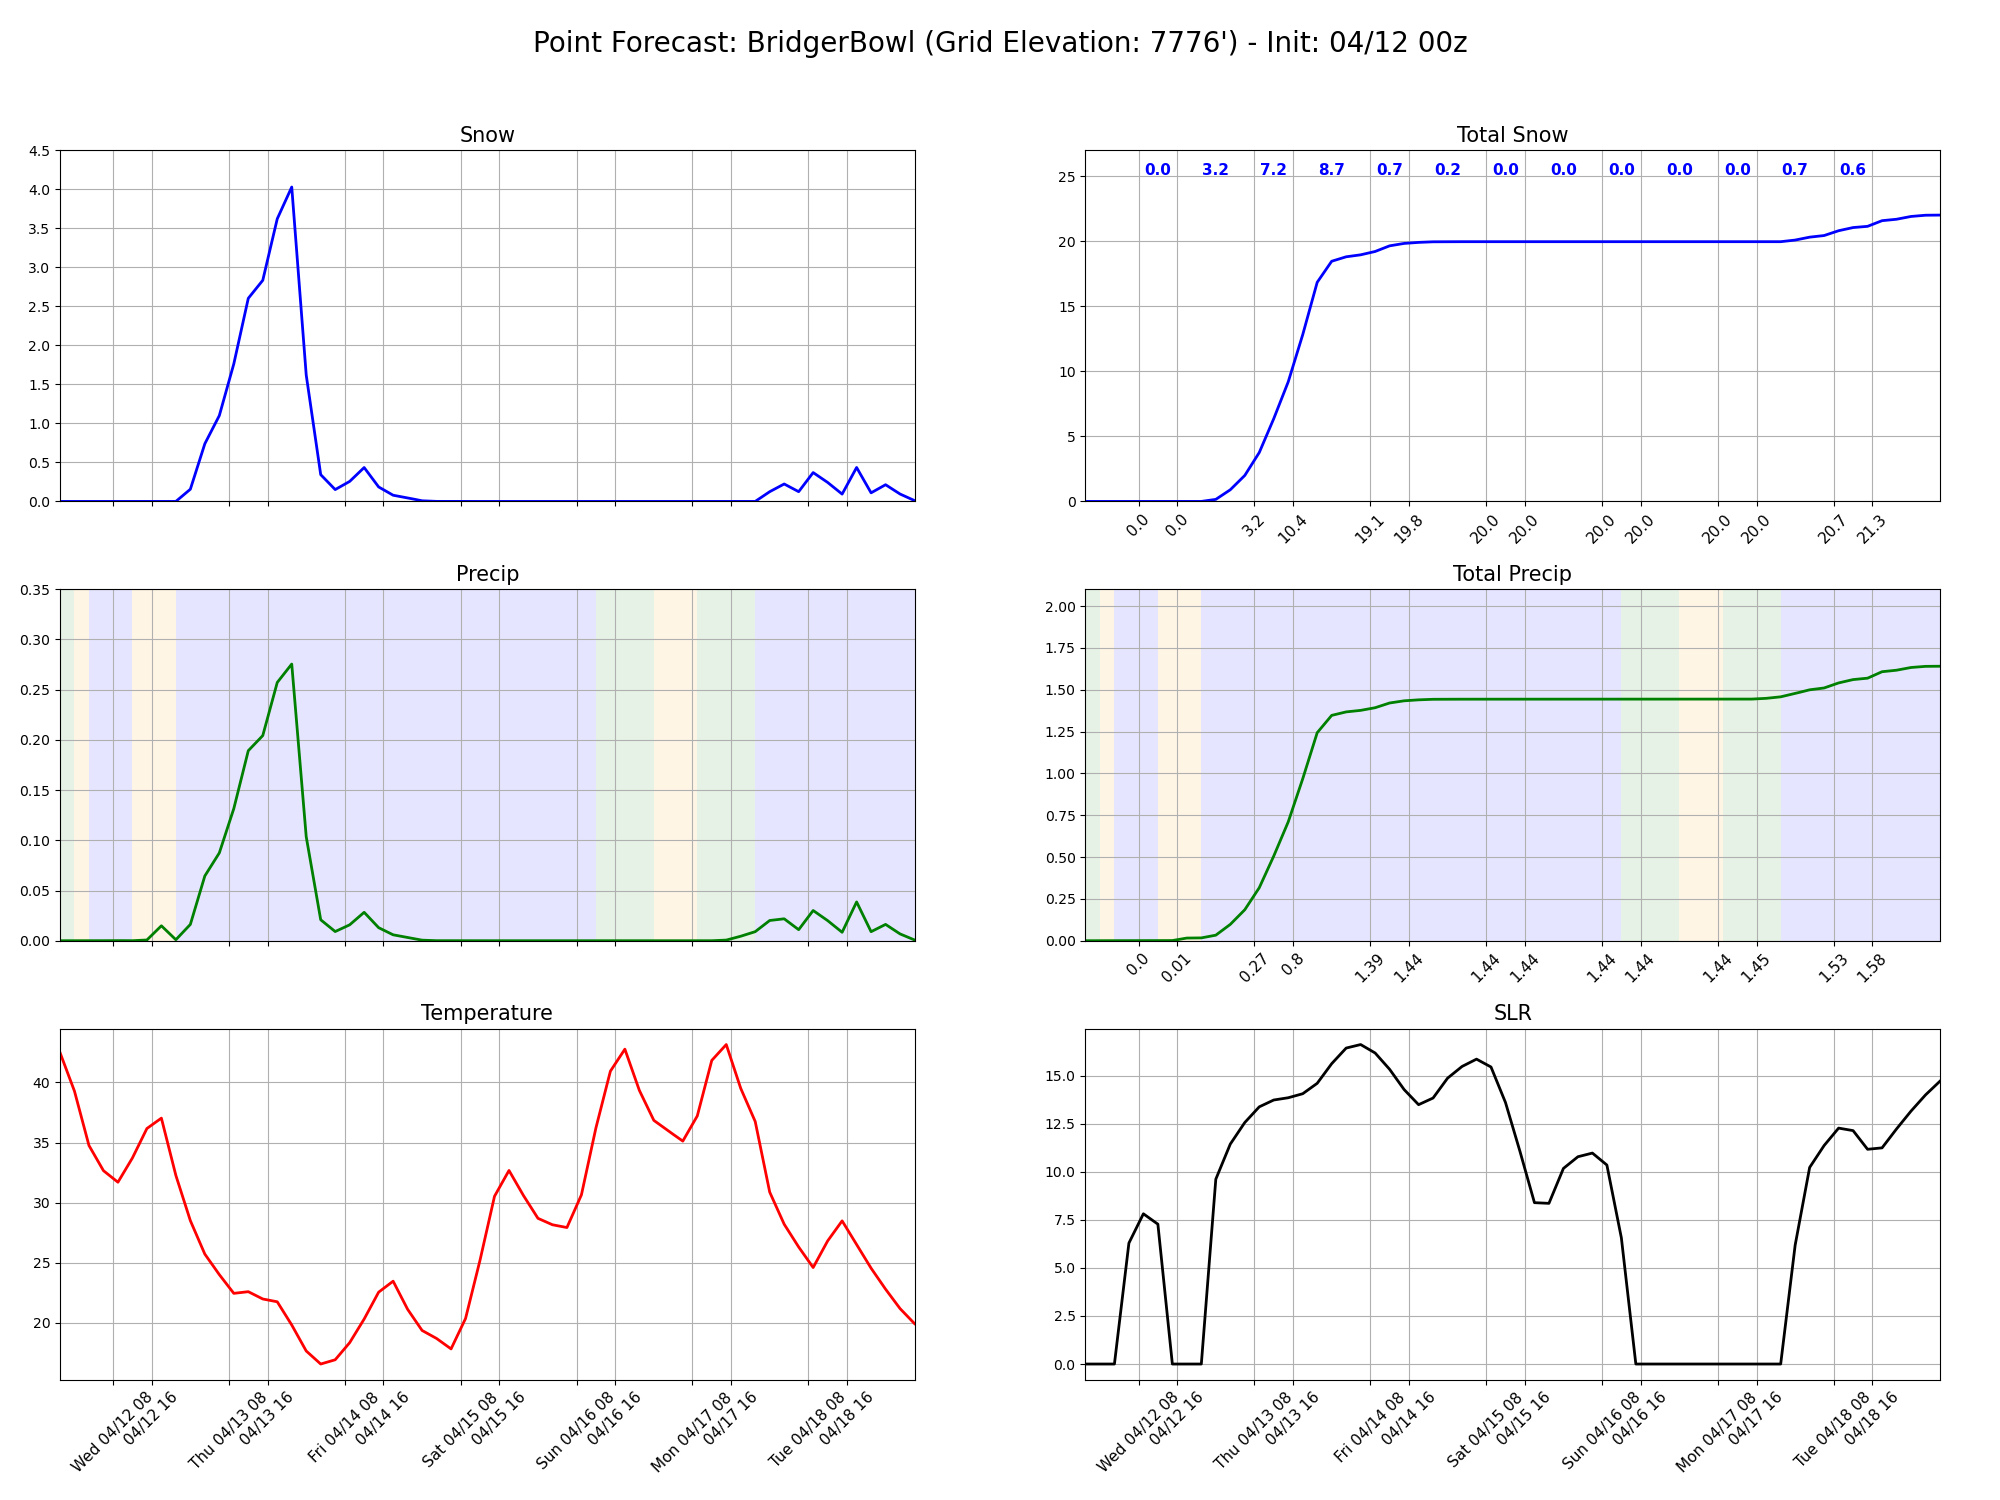 Point Forecast: BridgerBowl (Grid Elevation: 7776') - Init: 04/12 00z
Snow
4.5
4.0
3.5
3.0
2.5
2.0
1.5
1.0
0.5
0.0
Total Snow
0.0 3.2 7.2 8.7 0.7 0.2 0.0 0.0 0.0 0.0 0.0 0.7 0.6
25
20
15
10
5
0
0.0 0.0 3.2 10.4 19.1 19.8 20.0 20.0 20.0 20.0 20.0 20.0 20.7 21.3
Precip
0.35
0.30
0.25
0.20
0.15
0.10
0.05
0.00
Total Precip
2.00
1.75
1.50
1.25
1.00
0.75
0.50
0.25
0.00
0.0 0.01 0.27 0.8 1.39 1.44 1.44 1.44 1.44 1.44 1.44 1.45 1.53 1.58
Temperature
40
35
30
25
20
Wed 04/12 08
04/12 16
Thu 04/13 08
04/13 16
Fri 04/14 08
04/14 16
Sat 04/15 08
04/15 16
Sun 04/16 08
04/16 16
Mon 04/17 08
04/17 16
Tue 04/18 08
04/18 16
SLR
15.0
12.5
10.0
7.5
5.0
2.5
0.0
Wed 04/12 08
04/12 16
Thu 04/13 08
04/13 16
Fri 04/14 08
04/14 16
Sat 04/15 08
04/15 16
Sun 04/16 08
04/16 16
Mon 04/17 08
04/17 16
Tue 04/18 08
04/18 16